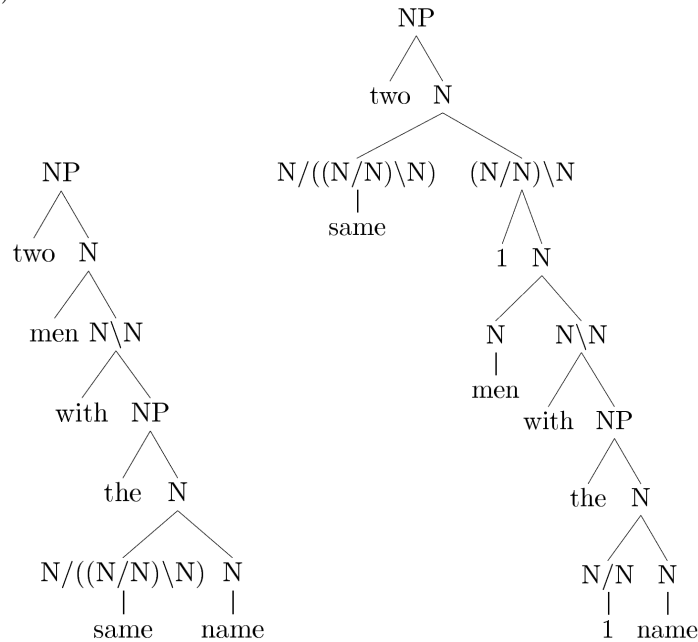 NP
two N
N/((N/N)\N) (N/N)\N
same
1 N
N N\N
men
with NP
the N
N/N N
1 name
NP
two N
men N\N
with NP
the N
N/((N/N)\N) N
same name